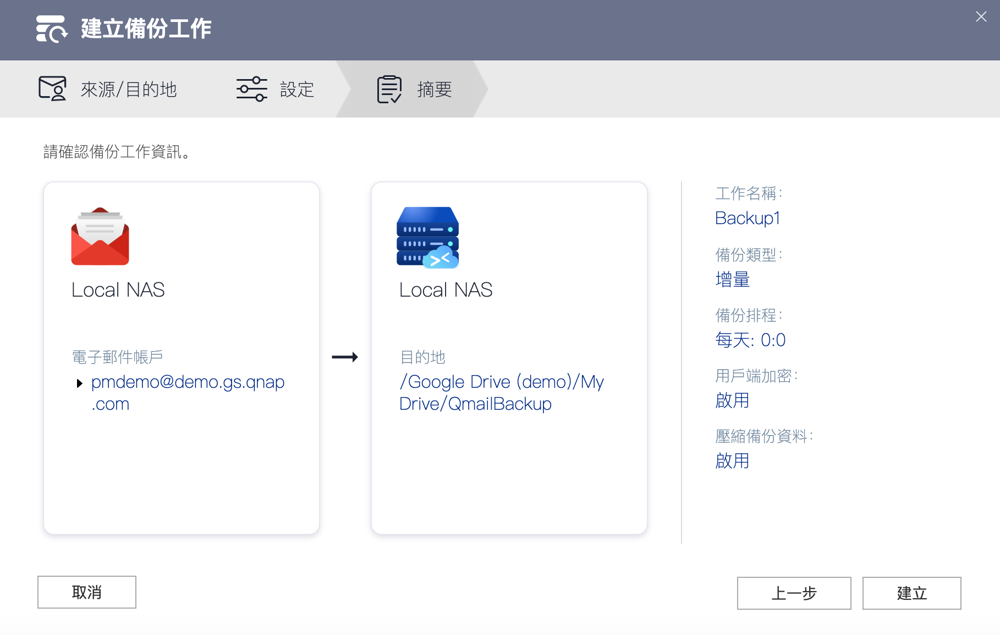 建立備份工作
來源/目的地
設定
摘要
請確認備份工作資訊。
Local NAS
電子郵件帳戶
pmdemo@demo.gs.qnap
.com
Local NAS
目的地
/Google Drive (demo)/My
Drive/QmailBackup
工作名稱:
Backup1
備份類型:
增量
備份排程:
每天: 0:0
用戶端加密:
啟用
壓縮備份資料:
啟用
取消
上一步
建立